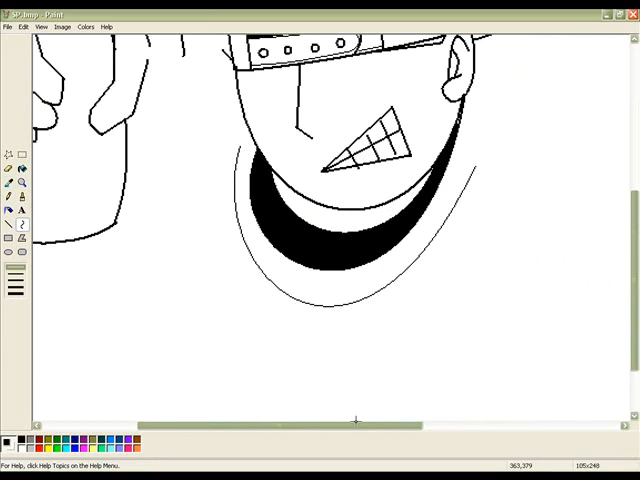 SP.bmp - Paint
File Edit View Image Colors Help
A
For Help, click Help Topics on the Help Menu.
363,379
105x248